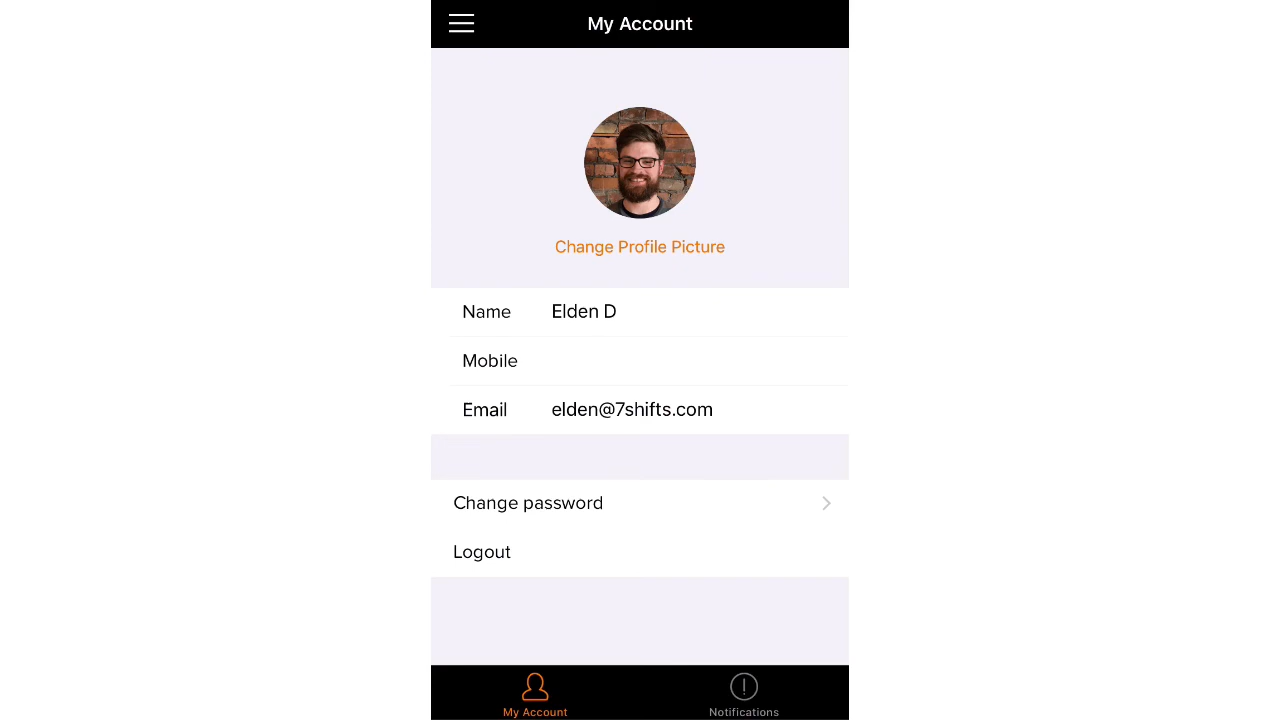 My Account
Change Profile Picture
Name Elden D
Mobile
Email elden@7shifts.com
Change password
Logout
My Account Notifications